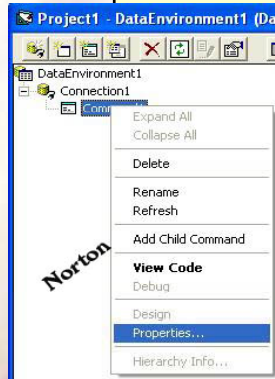 Project1 - DataEnvironment1 (Da
DataEnvironment1
Connection1
Expand All
Collapse All
Delete
Rename
Refresh
Add Child Command
View Code
Debug
Design
Properties...
Hierarchy Info...
Norton